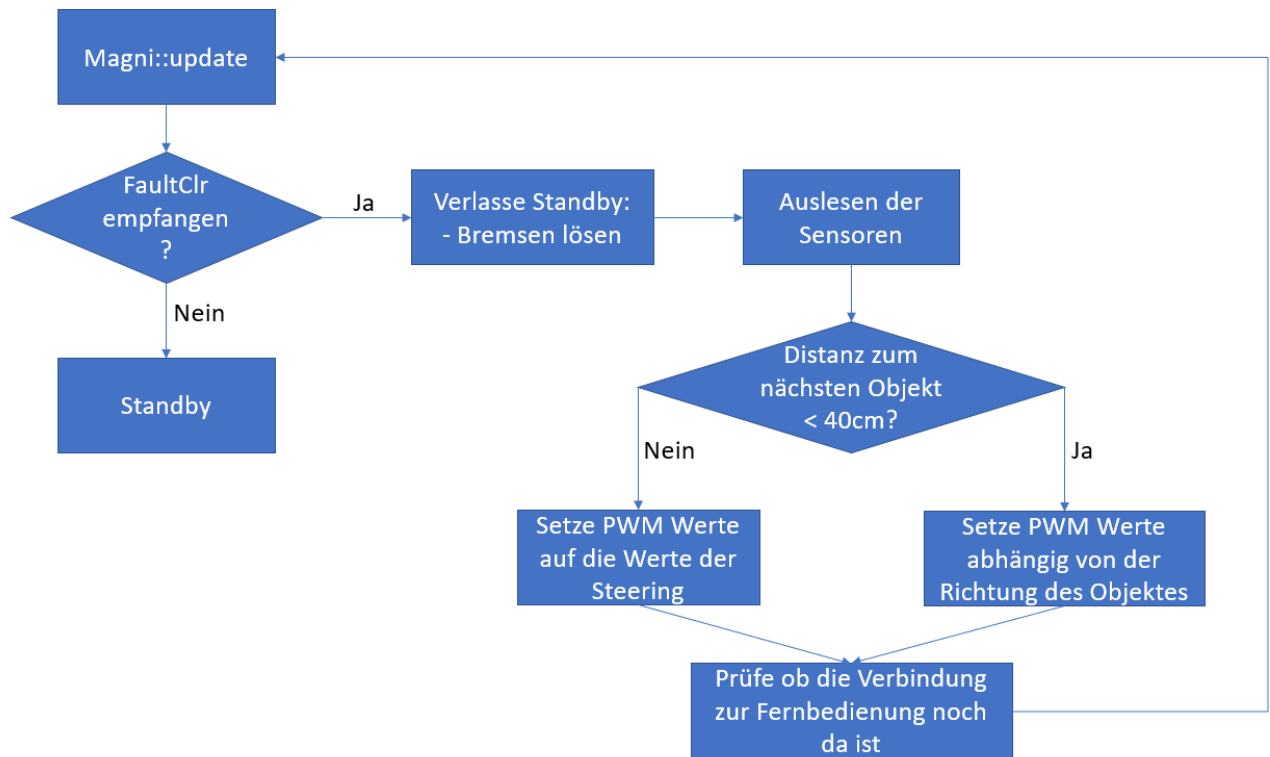 Magni::update
FaultClr
empfangen
?
Ja
Verlasse Standby:
- Bremsen lösen
Auslesen der
Sensoren
Nein
Standby
Distanz zum
nächsten Objekt
< 40cm?
Nein
Ja
Setze PWM Werte
auf die Werte der
Steering
Setze PWM Werte
abhängig von der
Richtung des Objektes
Prüfe ob die Verbindung
zur Fernbedienung noch
da ist